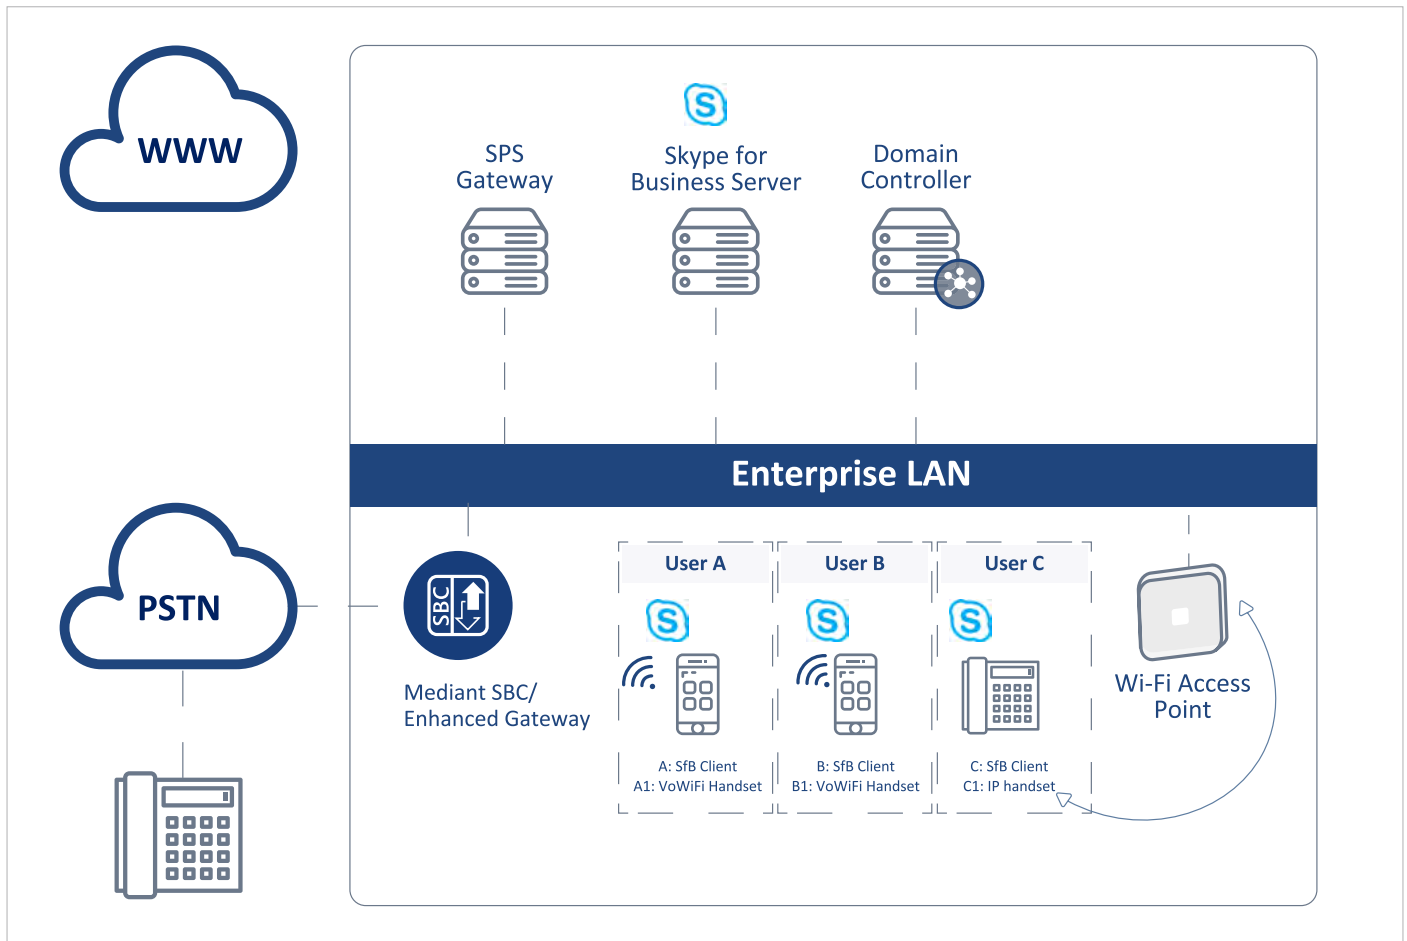 WWW
SPS
Gateway
Skype for
Business Server
Domain
Controller
Enterprise LAN
PSTN
SBC
Mediant SBC/
Enhanced Gateway
User A
A: SfB Client
A1: VoWiFi Handset
User B
B: SfB Client
B1: VoWiFi Handset
User C
C: SfB Client
C1: IP handset
Wi-Fi Access
Point